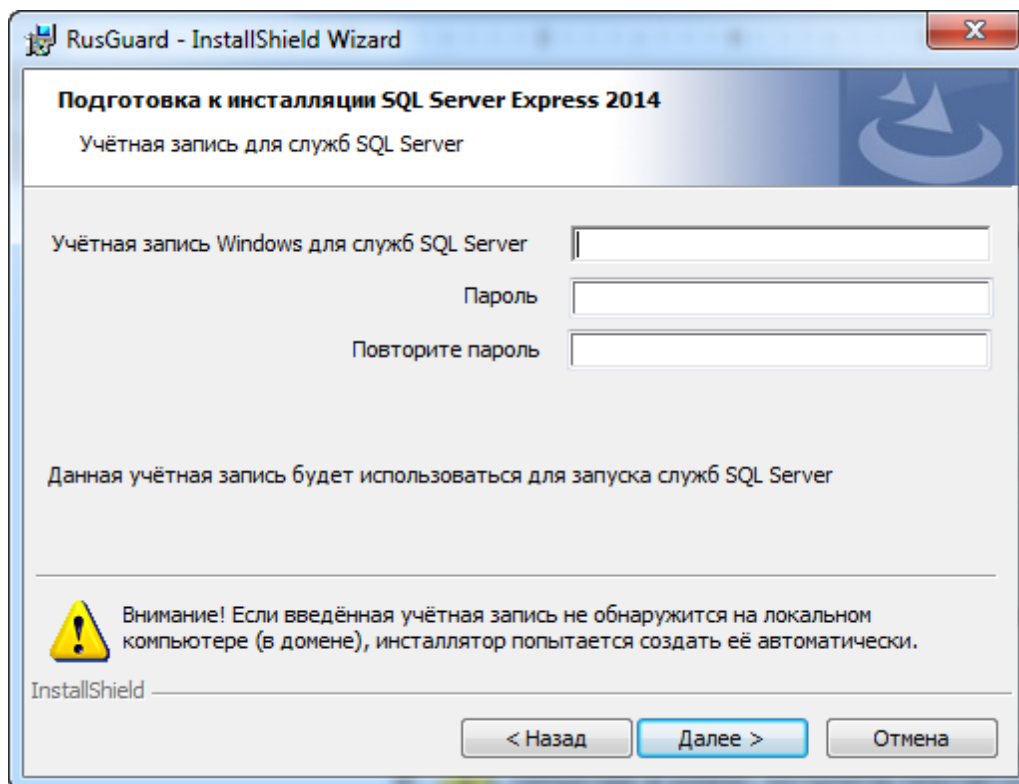 RusGuard - InstallShield Wizard
Подготовка к инсталляции SQL Server Express 2014
Учётная запись для служб SQL Server
Учётная запись Windows для служб SQL Server
Пароль
Повторите пароль
Данная учётная запись будет использоваться для запуска служб SQL Server
Внимание! Если введённая учётная запись не обнаружится на локальном
компьютере (в домене), инсталлятор попытается создать её автоматически.
InstallShield
< Назад
Далее >
Отмена